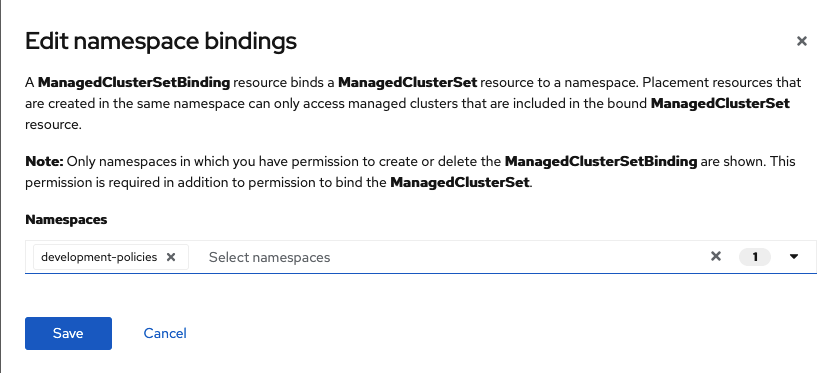 Edit namespace bindings
A ManagedClusterSetBinding resource binds a ManagedClusterSet resource to a namespace. Placement resources that
are created in the same namespace can only access managed clusters that are included in the bound ManagedClusterSet
resource.
Note: Only namespaces in which you have permission to create or delete the ManagedClusterSetBinding are shown. This
permission is required in addition to permission to bind the ManagedClusterSet.
Namespaces
development-policies Select namespaces 1
Save Cancel